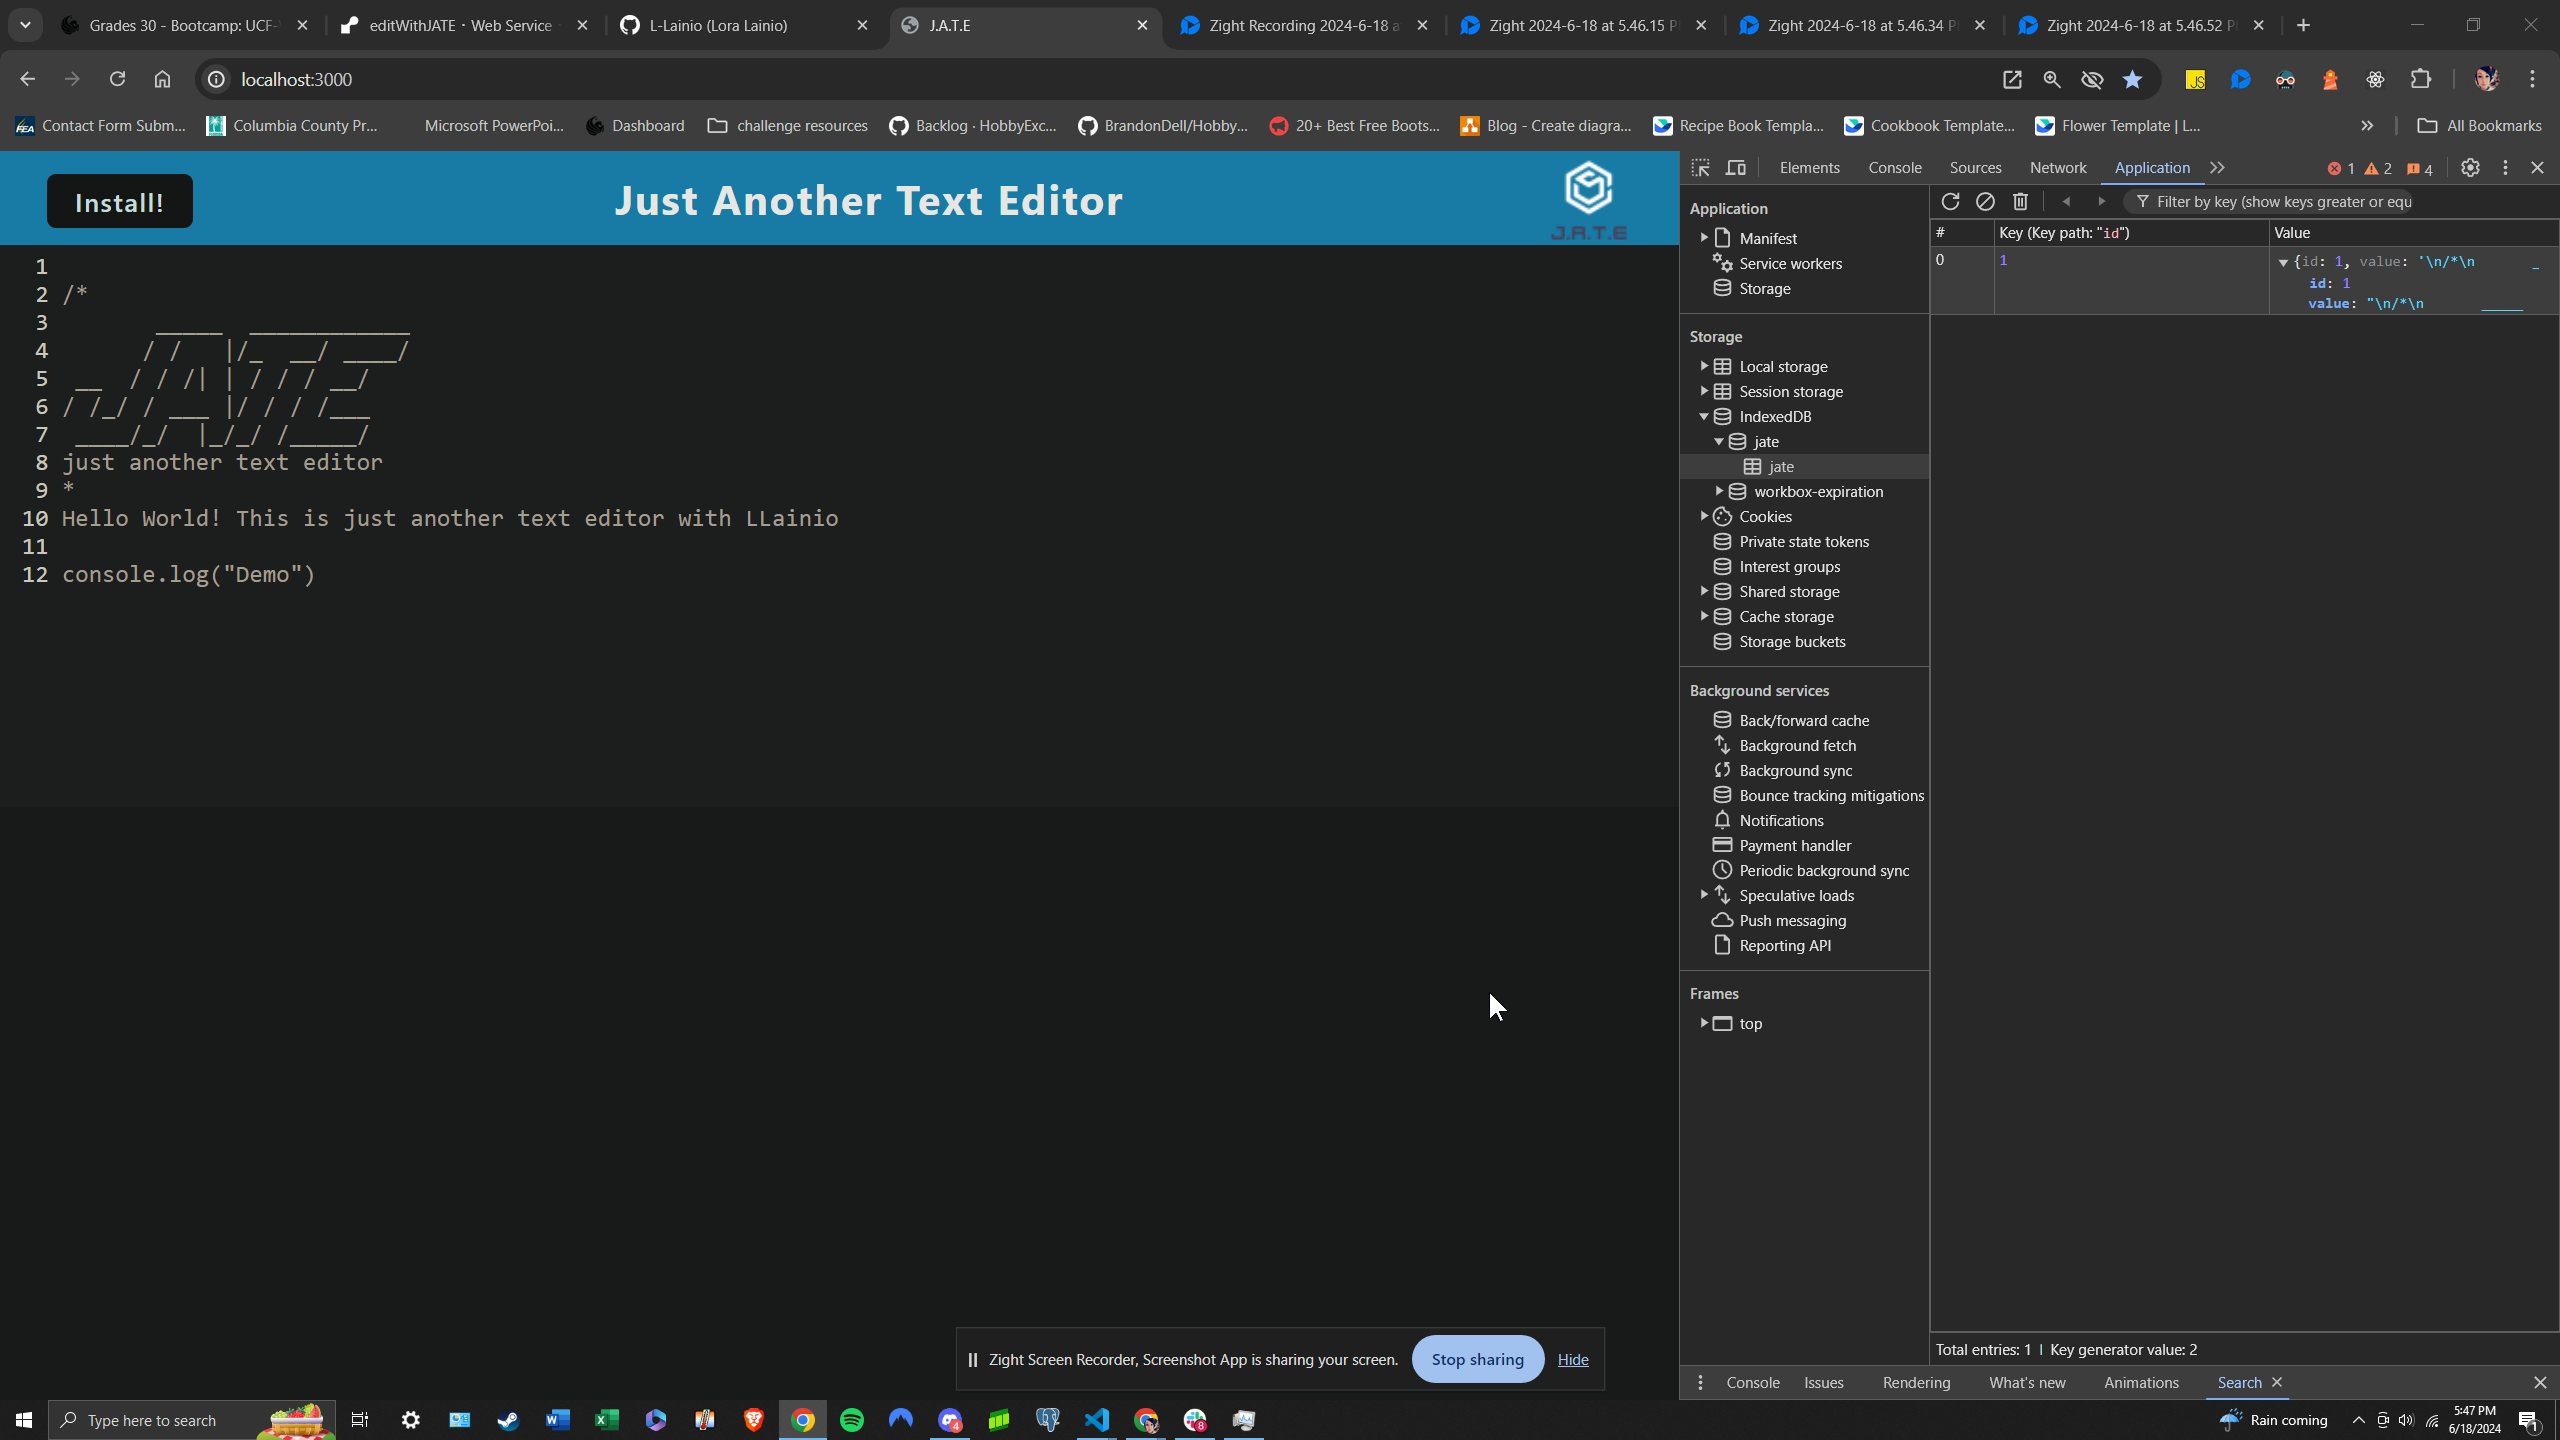 Grades 30 - Bootcamp: UCF-
editWithJATE · Web Service
L-Lainio (Lora Lainio)
J.A.T.E
Zight Recording 2024-6-18 a
Zight 2024-6-18 at 5.46.15 P
Zight 2024-6-18 at 5.46.34 P
Zight 2024-6-18 at 5.46.52 P
localhost:3000
JS
Contact Form Subm...
Columbia County Pr...
Microsoft PowerPoi...
Dashboard
challenge resources
Backlog · HobbyExc...
BrandonDell/Hobby...
20+ Best Free Boots...
Blog - Create diagra...
Recipe Book Templa...
Cookbook Template...
Flower Template | L...
All Bookmarks
Install!
Just Another Text Editor
J.A.T.E
1
2 /*
3       _____  ____________
4      / /   |/_  __/ ____/
5 __  / / /| | / / / __/
6 / /_/ / ___ |/ / / /___
7 ____/_/  |_/_/ /_____/
8 just another text editor
9 *
10 Hello World! This is just another text editor with LLainio
11
12 console.log("Demo")
Elements Console Sources Network Application
1 2 4
Application
Manifest
Service workers
Storage
Storage
Local storage
Session storage
IndexedDB
jate
jate
workbox-expiration
Cookies
Private state tokens
Interest groups
Shared storage
Cache storage
Storage buckets
Background services
Back/forward cache
Background fetch
Background sync
Bounce tracking mitigations
Notifications
Payment handler
Periodic background sync
Speculative loads
Push messaging
Reporting API
Frames
top
Filter by key (show keys greater or equ
# Key (Key path: "id") Value
0 1 {id: 1, value: '\n/*\n _
id: 1
value: "\n/*\n _____
Total entries: 1 | Key generator value: 2
Console Issues Rendering What's new Animations Search
Zight Screen Recorder, Screenshot App is sharing your screen.
Stop sharing
Hide
Type here to search
4
8
Rain coming
5:47 PM
6/18/2024
1